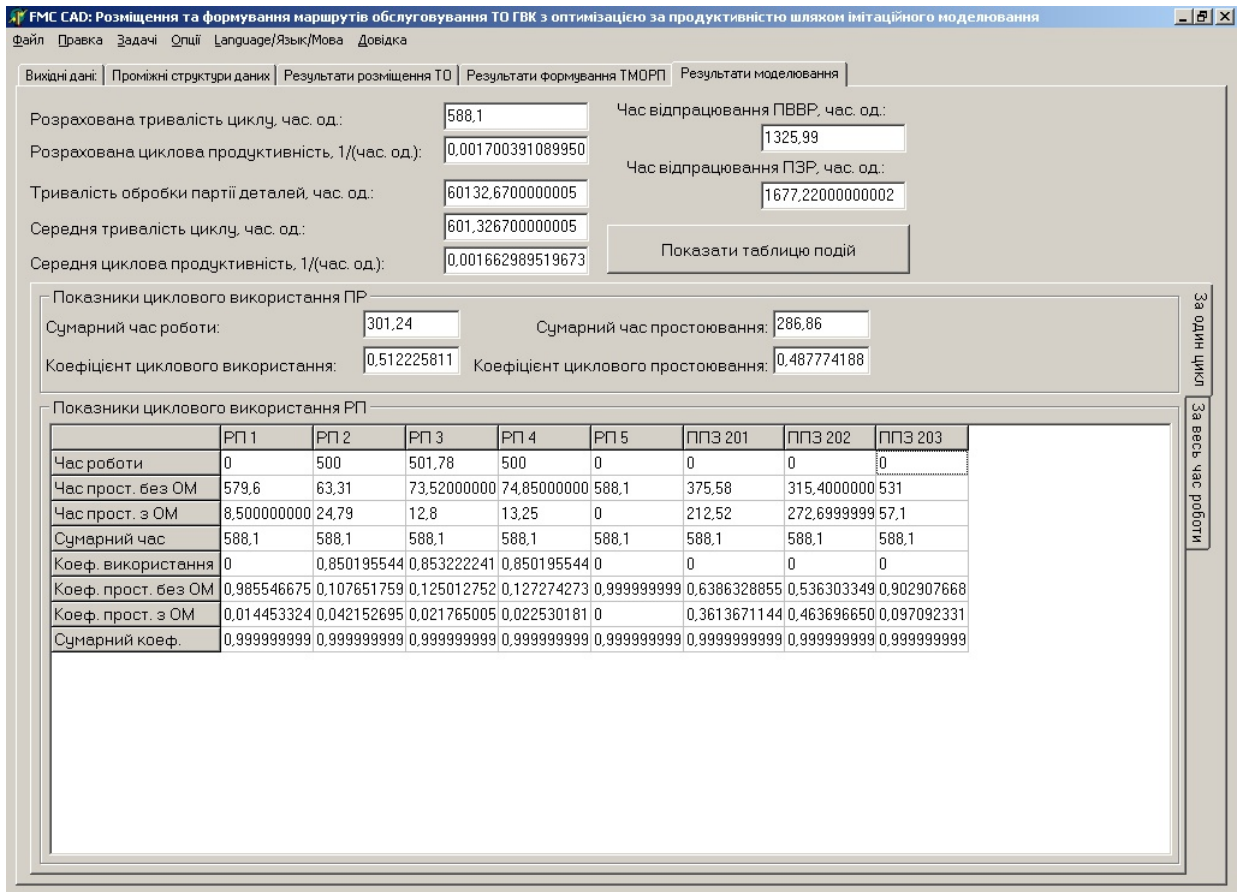 FMC CAD: Розміщення та формування маршрутів обслуговування ТО ГВК з оптимізацією за продуктивністю шляхом імітаційного моделювання
Файл Правка Задачі Опції Language/Язык/Мова Довідка
Вихідні дані: Проміжні структури даних Результати розміщення ТО Результати формування ТМОРП Результати моделювання
Розрахована тривалість циклу, час. од.: 588,1
Розрахована циклова продуктивність, 1/(час. од.): 0,001700391089950
Тривалість обробки партії деталей, час. од.: 60132,6700000005
Середня тривалість циклу, час. од.: 601,326700000005
Середня циклова продуктивність, 1/(час. од.): 0,001662989519673
Час відпрацювання ПВВР, час. од.:
1325,99
Час відпрацювання ПЗР, час. од.:
1677,22000000002
Показати таблицю подій
За один цикл
За весь час роботи
Показники циклового використання ПР
Сумарний час роботи: 301,24 Сумарний час простоювання: 286,86
Коефіцієнт циклового використання: 0,512225811 Коефіцієнт циклового простоювання: 0,487774188
Показники циклового використання РП
РП 1 РП 2 РП 3 РП 4 РП 5 ППЗ 201 ППЗ 202 ППЗ 203
Час роботи 0 500 501,78 500 0 0 0 0
Час прост. без ОМ 579,6 63,31 73,52000000 74,85000000 588,1 375,58 315,4000000 531
Час прост. з ОМ 8,500000000 24,79 12,8 13,25 0 212,52 272,6999999 57,1
Сумарний час 588,1 588,1 588,1 588,1 588,1 588,1 588,1 588,1
Коеф. використання 0 0,850195544 0,853222241 0,850195544 0 0 0 0
Коеф. прост. без ОМ 0,985546675 0,107651759 0,125012752 0,127274273 0,999999999 0,6386328855 0,536303349 0,902907668
Коеф. прост. з ОМ 0,014453324 0,042152695 0,021765005 0,022530181 0 0,3613671144 0,463696650 0,097092331
Сумарний коеф. 0,999999999 0,999999999 0,999999999 0,999999999 0,999999999 0,9999999999 0,999999999 0,999999999